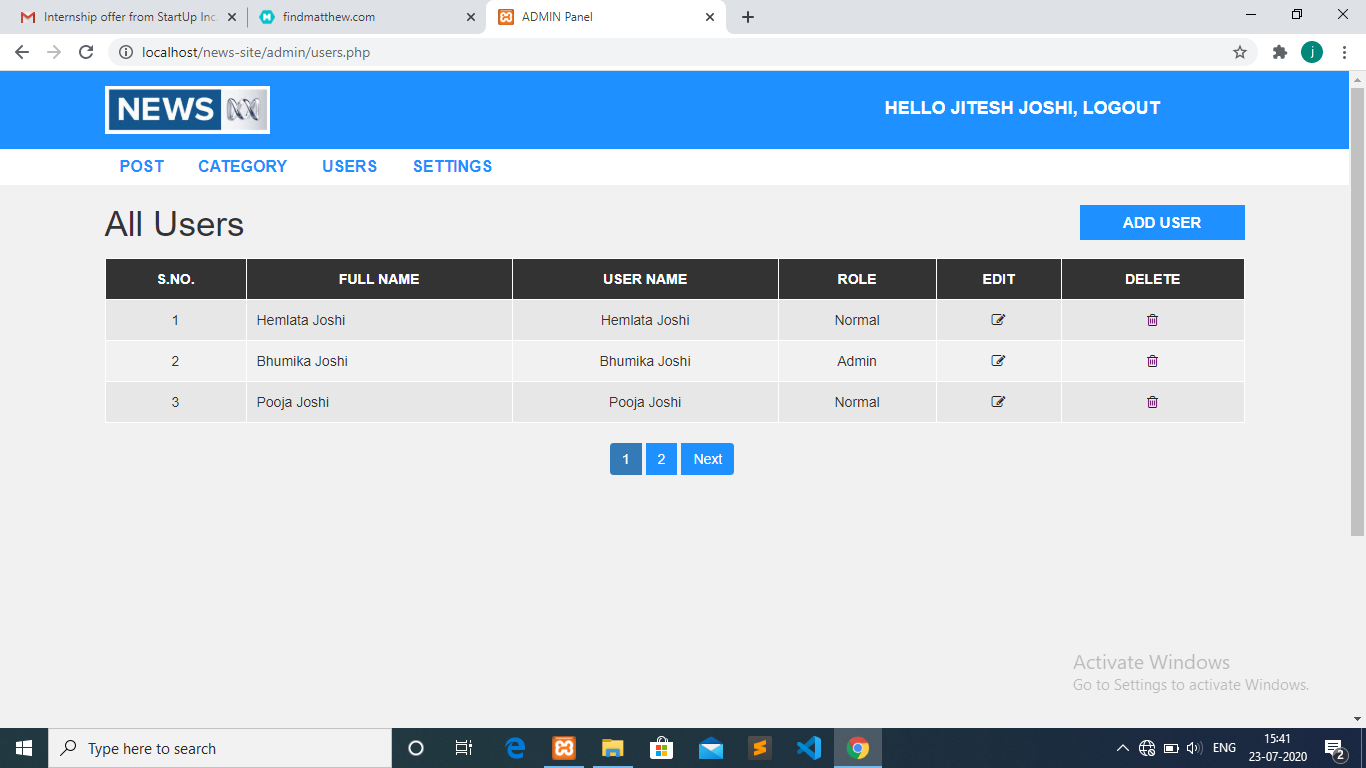 Internship offer from StartUp Inc.
findmatthew.com
ADMIN Panel
localhost/news-site/admin/users.php
j
NEWS
HELLO JITESH JOSHI, LOGOUT
POST CATEGORY USERS SETTINGS
All Users
ADD USER
S.NO. FULL NAME USER NAME ROLE EDIT DELETE
1 Hemlata Joshi Hemlata Joshi Normal
2 Bhumika Joshi Bhumika Joshi Admin
3 Pooja Joshi Pooja Joshi Normal
1 2 Next
Activate Windows
Go to Settings to activate Windows.
Type here to search
ENG
15:41
23-07-2020
2